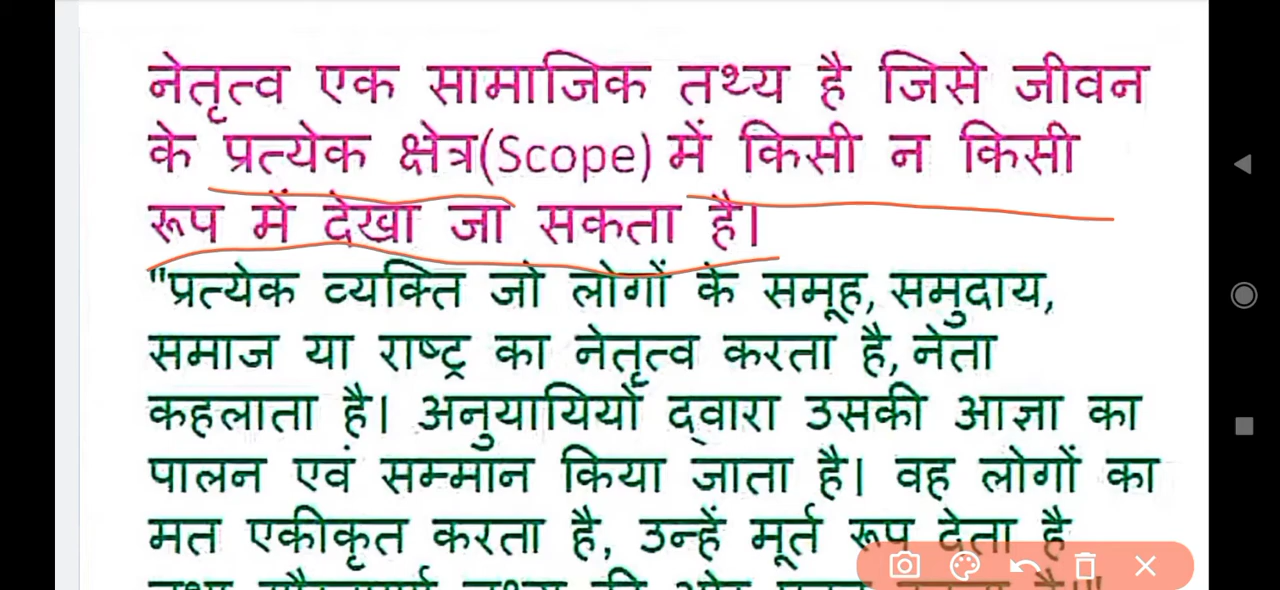 नेतृत्व एक सामाजिक तथ्य है जिसे जीवन
के प्रत्येक क्षेत्र(Scope) में किसी न किसी
रूप में देखा जा सकता है।
"प्रत्येक व्यक्ति जो लोगों के समूह, समुदाय,
समाज या राष्ट्र का नेतृत्व करता है, नेता
कहलाता है। अनुयायियों द्वारा उसकी आज्ञा का
पालन एवं सम्मान किया जाता है। वह लोगों का
मत एकीकृत करता है, उन्हें मूर्त रूप देता है